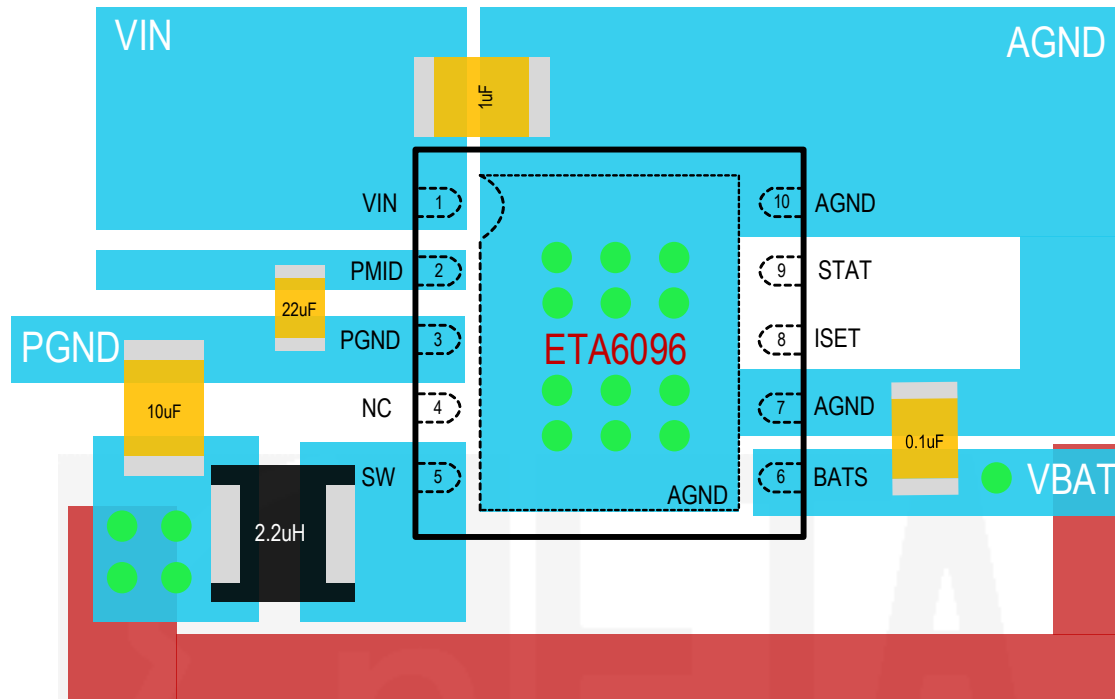 VIN
AGND
1uF
VIN
1
10
AGND
PMID
2
9
STAT
22uF
PGND
PGND
3
8
ISET
ETA6096
10uF
NC
4
7
AGND
0.1uF
SW
5
6
BATS
VBAT
AGND
2.2uH
ETA